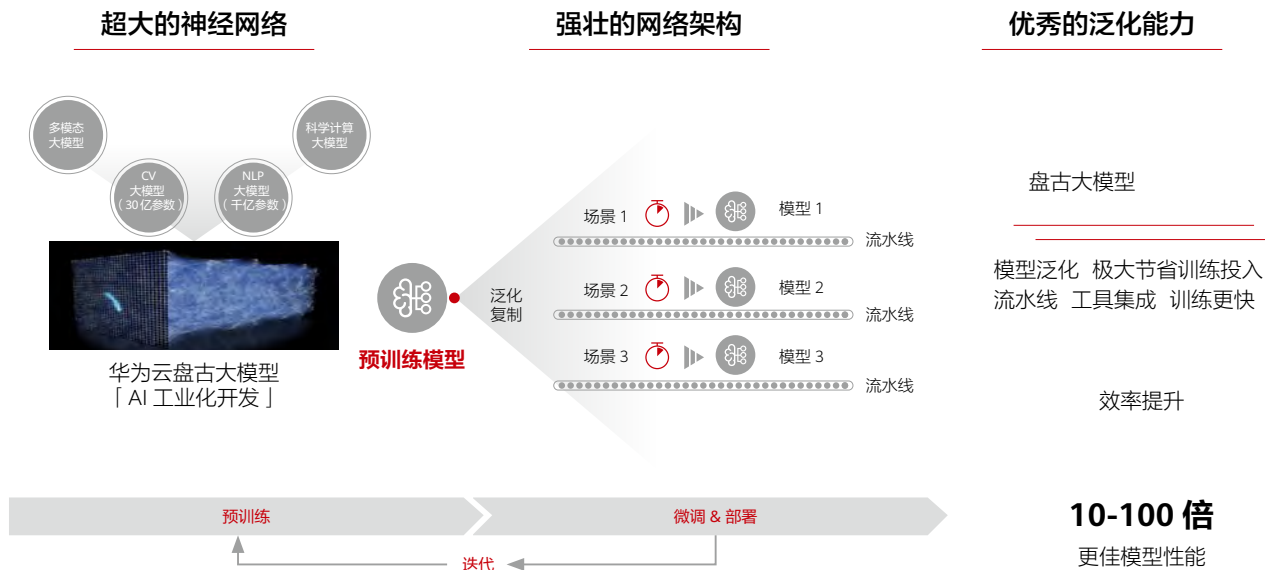 超大的神经网络
多模态
大模型
科学计算
大模型
CV
大模型
（30 亿参数）
NLP
大模型
（千亿参数）
华为云盘古大模型
「 AI 工业化开发 」
强壮的网络架构
预训练模型
泛化
复制
场景 1
模型 1
流水线
场景 2
模型 2
流水线
场景 3
模型 3
流水线
优秀的泛化能力
盘古大模型
模型泛化 极大节省训练投入
流水线 工具集成 训练更快
效率提升
10-100 倍
更佳模型性能
预训练
微调 & 部署
迭代